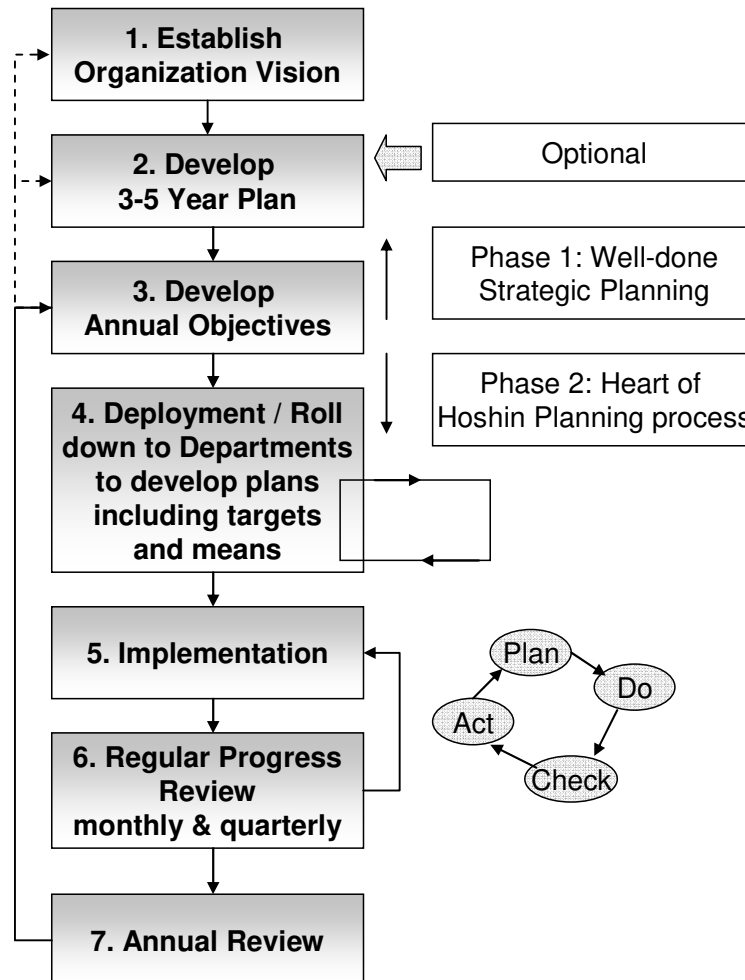 1. Establish
Organization Vision
2. Develop
3-5 Year Plan
Optional
3. Develop
Annual Objectives
Phase 1: Well-done
Strategic Planning
4. Deployment / Roll
down to Departments
to develop plans
including targets
and means
Phase 2: Heart of
Hoshin Planning process
5. Implementation
6. Regular Progress
Review
monthly & quarterly
Plan
Do
Check
Act
7. Annual Review